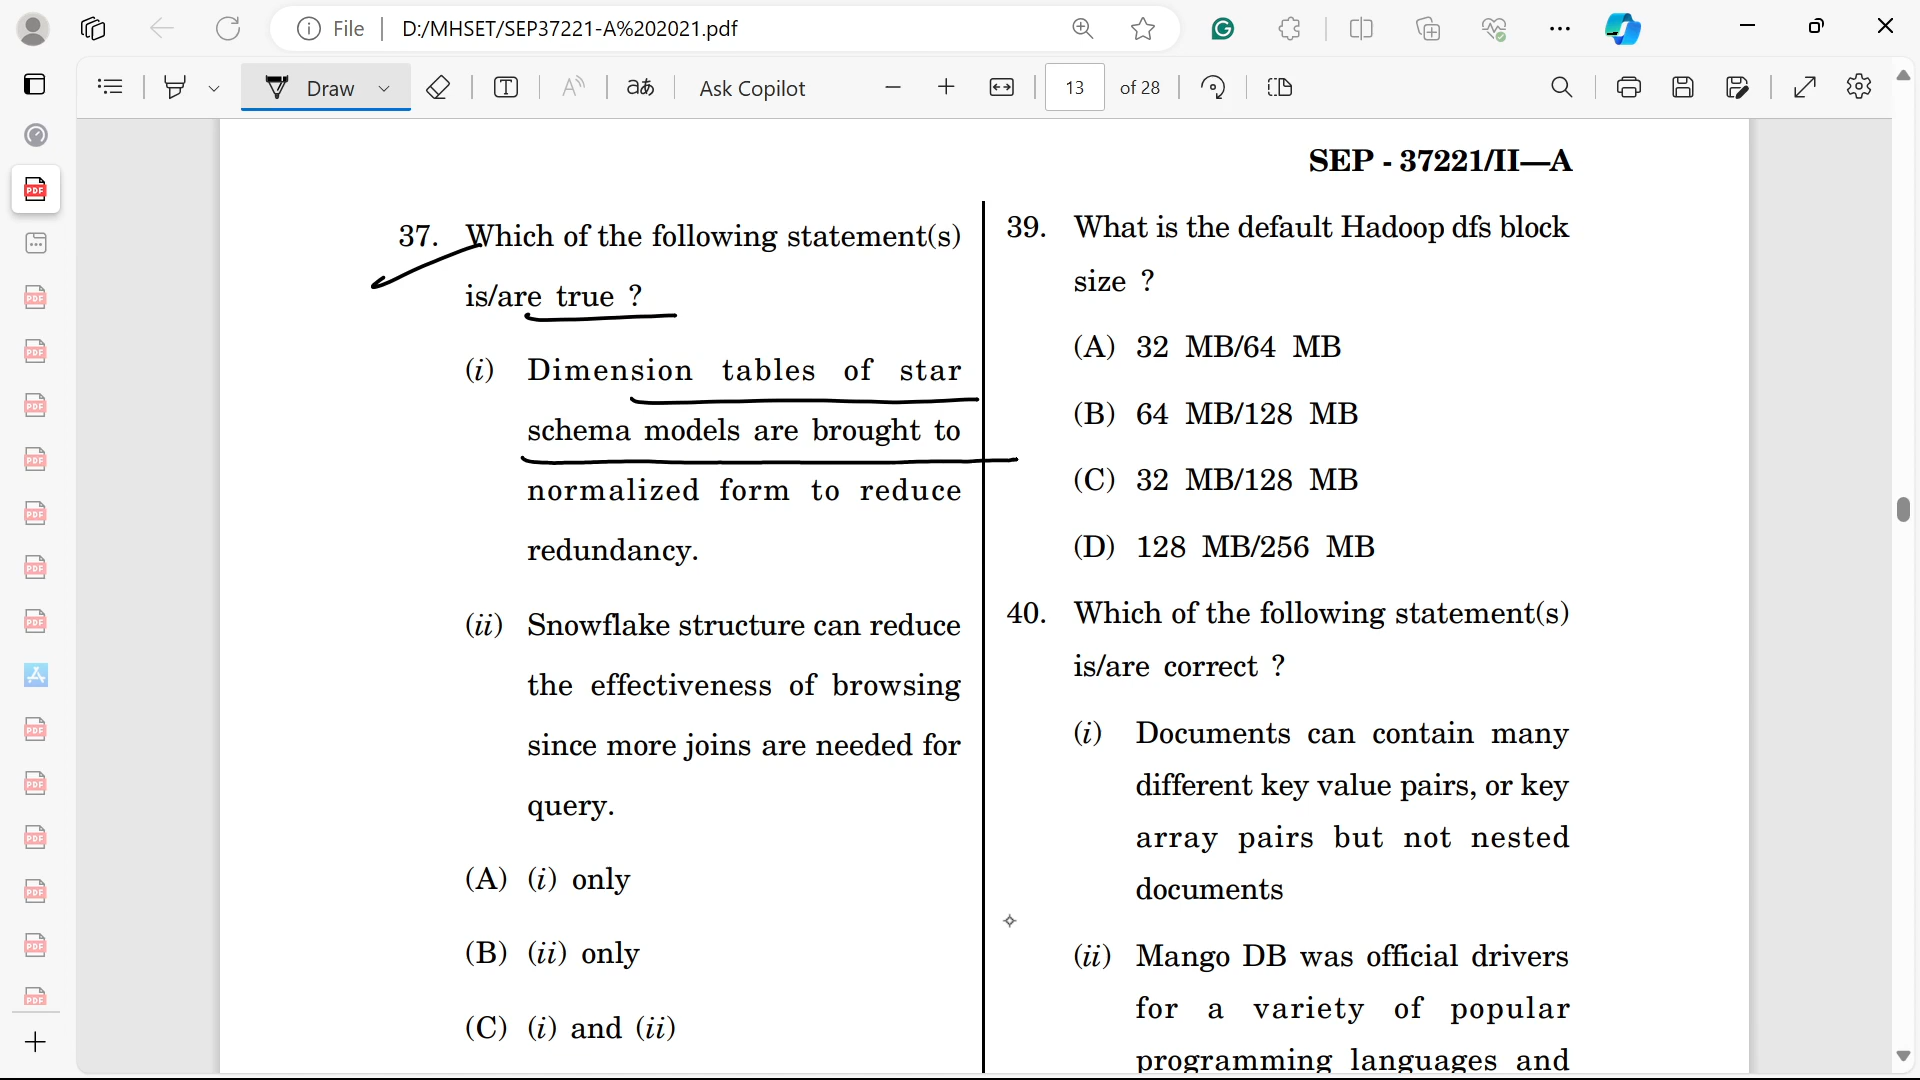 File
D:/MHSET/SEP37221-A%202021.pdf
Draw
Ask Copilot
13
of 28
SEP - 37221/II—A
37. Which of the following statement(s)
is/are true ?
(i) Dimension tables of star
schema models are brought to
normalized form to reduce
redundancy.
(ii) Snowflake structure can reduce
the effectiveness of browsing
since more joins are needed for
query.
(A) (i) only
(B) (ii) only
(C) (i) and (ii)
39. What is the default Hadoop dfs block
size ?
(A) 32 MB/64 MB
(B) 64 MB/128 MB
(C) 32 MB/128 MB
(D) 128 MB/256 MB
40. Which of the following statement(s)
is/are correct ?
(i) Documents can contain many
different key value pairs, or key
array pairs but not nested
documents
(ii) Mango DB was official drivers
for a variety of popular
programming languages and